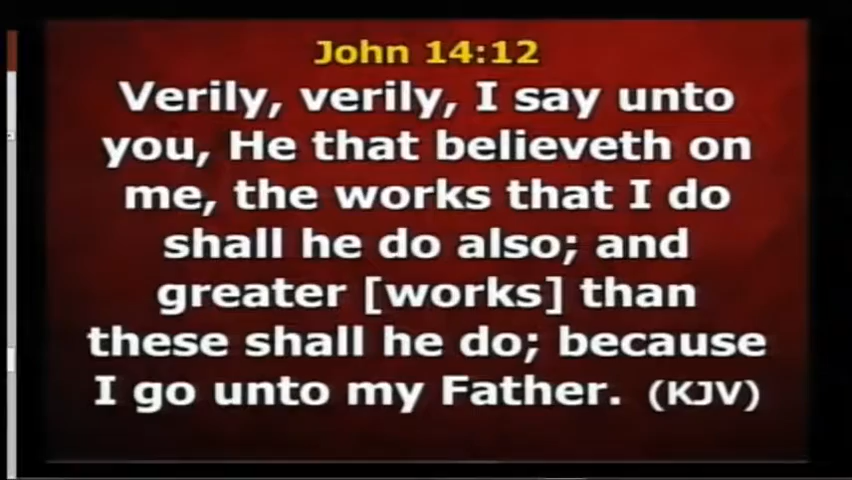 John 14:12
Verily, verily, I say unto
you, He that believeth on
me, the works that I do
shall he do also; and
greater [works] than
these shall he do; because
I go unto my Father. (KJV)